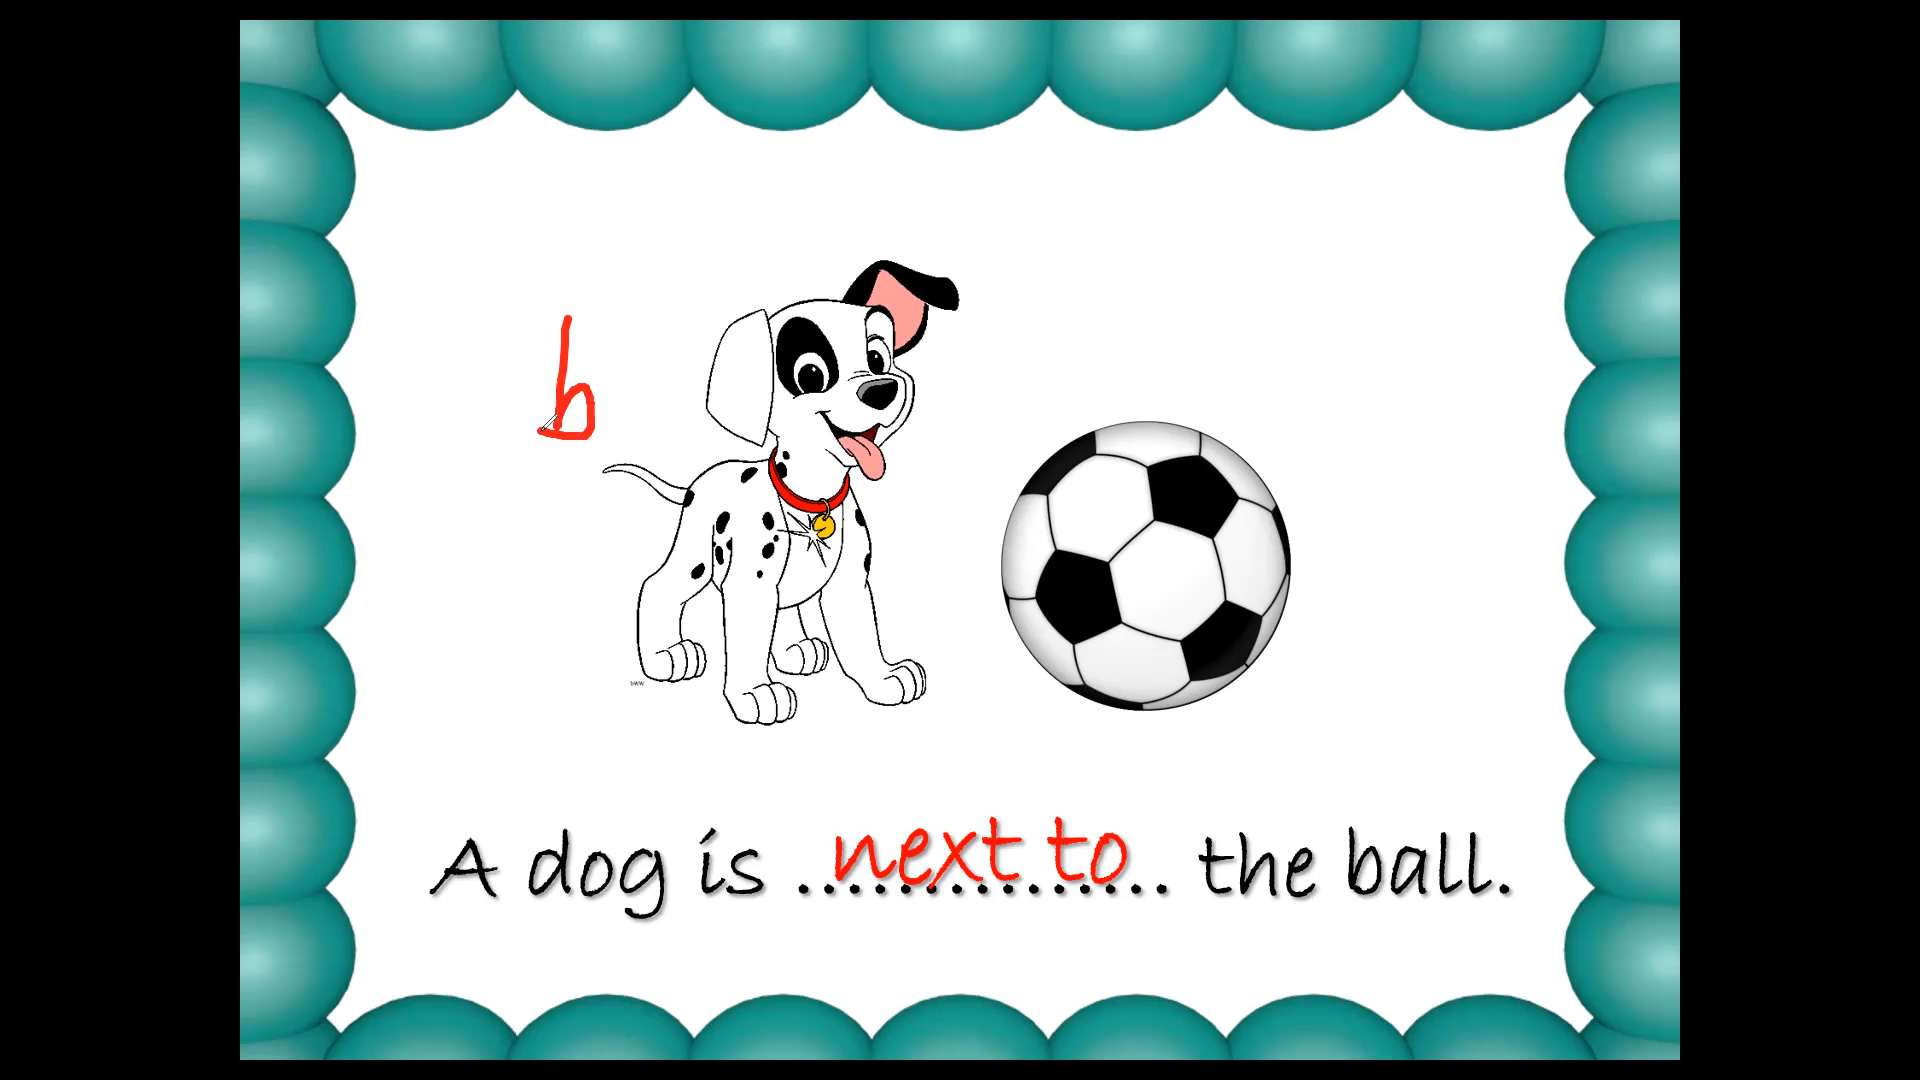 b
A dog is ............... next to the ball.